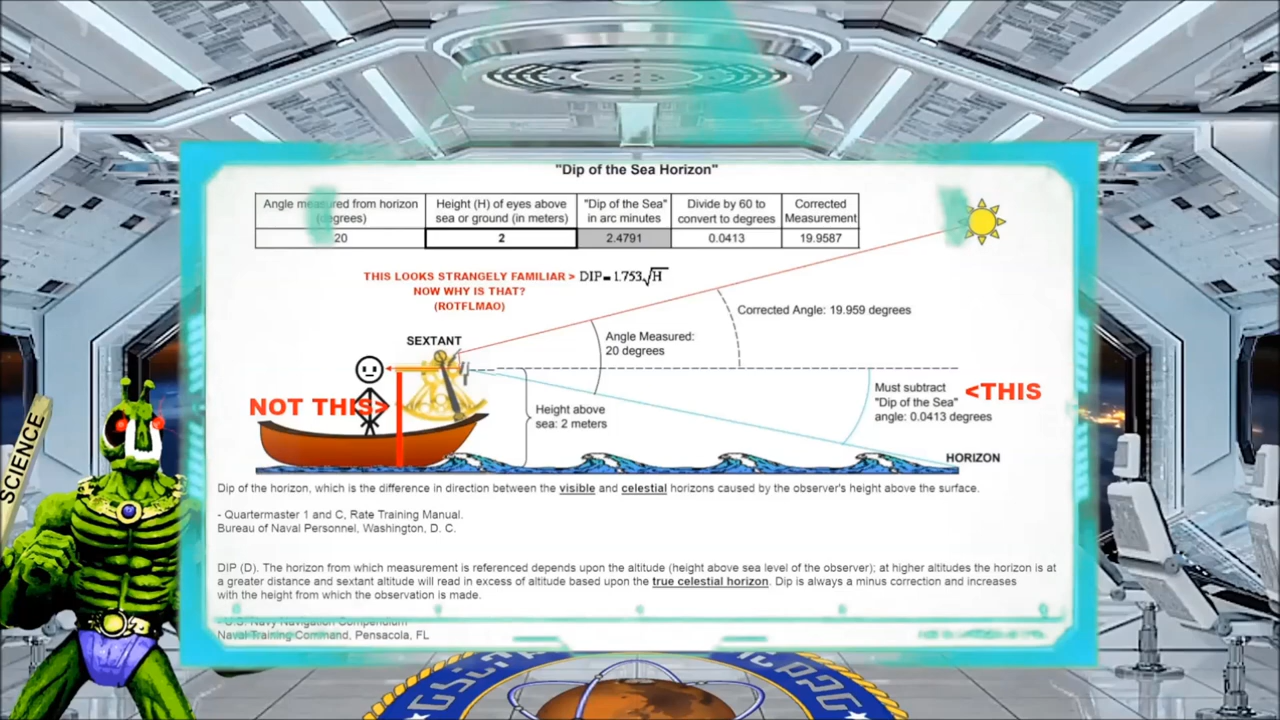 "Dip of the Sea Horizon"
Angle measured from horizon (degrees)
Height (H) of eyes above sea or ground (in meters)
"Dip of the Sea" in arc minutes
Divide by 60 to convert to degrees
Corrected Measurement
20
2
2.4791
0.0413
19.9587
THIS LOOKS STRANGELY FAMILIAR > DIP=1.753√H
NOW WHY IS THAT?
(ROTFLMAO)
Corrected Angle: 19.959 degrees
SEXTANT
Angle Measured:
20 degrees
NOT THIS>
Height above
sea: 2 meters
Must subtract
"Dip of the Sea"
angle: 0.0413 degrees
<THIS
HORIZON
SCIENCE
Dip of the horizon, which is the difference in direction between the visible and celestial horizons caused by the observer's height above the surface.
- Quartermaster 1 and C, Rate Training Manual.
Bureau of Naval Personnel, Washington, D. C.
DIP (D). The horizon from which measurement is referenced depends upon the altitude (height above sea level of the observer); at higher altitudes the horizon is at
a greater distance and sextant altitude will read in excess of altitude based upon the true celestial horizon. Dip is always a minus correction and increases
with the height from which the observation is made.
- U.S. Navy Navigation Compendium
Naval Training Command, Pensacola, FL